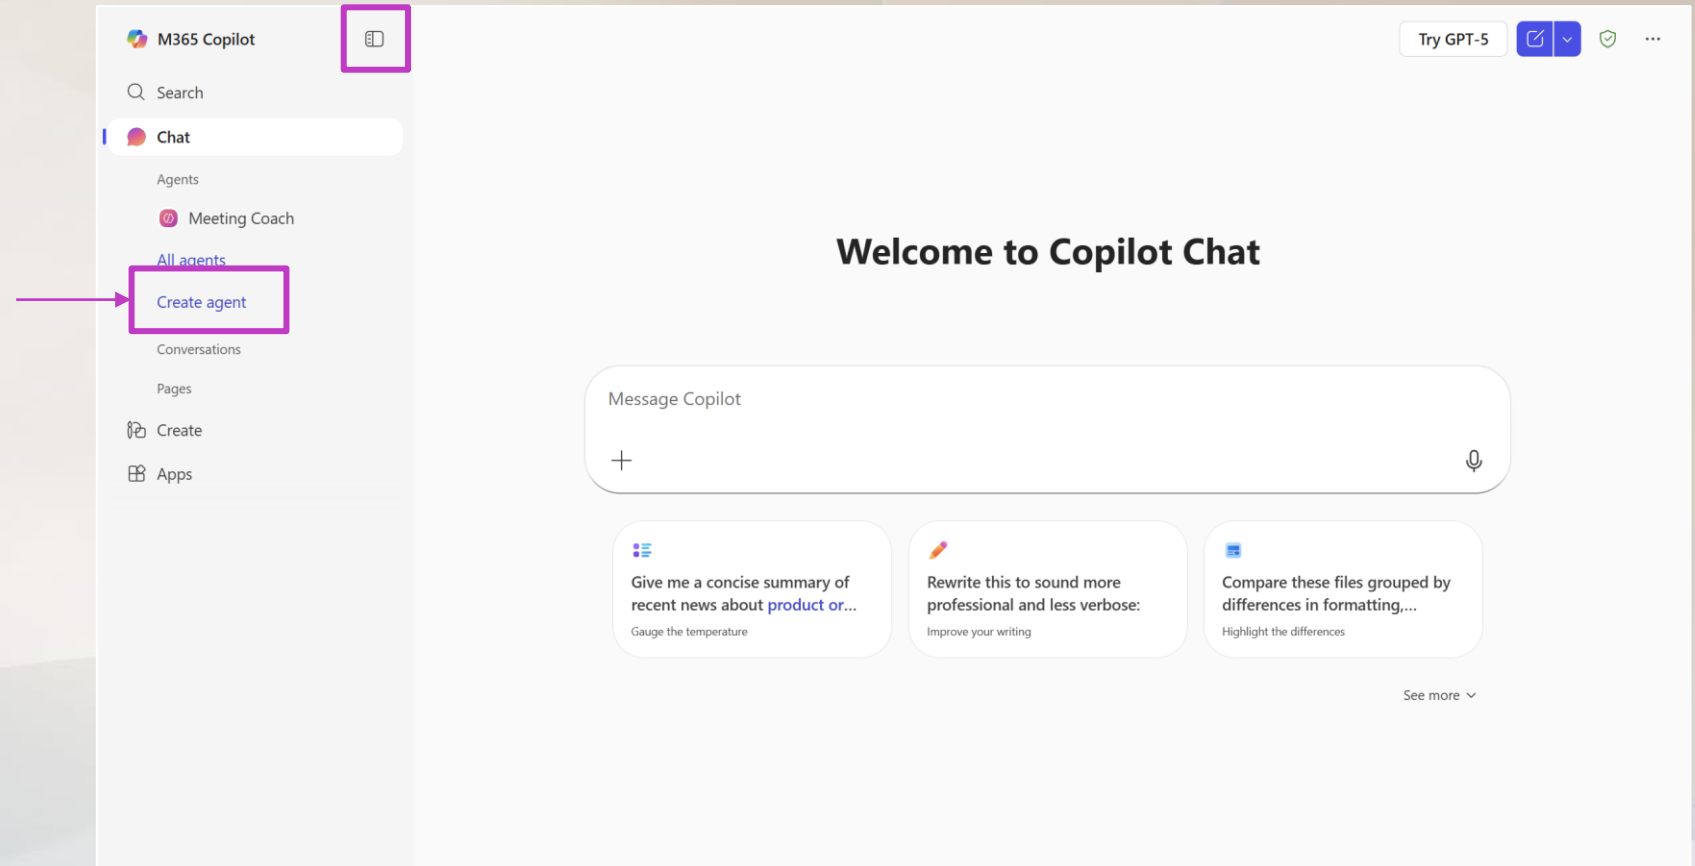 M365 Copilot
Search
Chat
Agents
Meeting Coach
All agents
Create agent
Conversations
Pages
Create
Apps
Try GPT-5
Welcome to Copilot Chat
Message Copilot
Give me a concise summary of
recent news about product or...
Gauge the temperature
Rewrite this to sound more
professional and less verbose:
Improve your writing
Compare these files grouped by
differences in formatting,...
Highlight the differences
See more